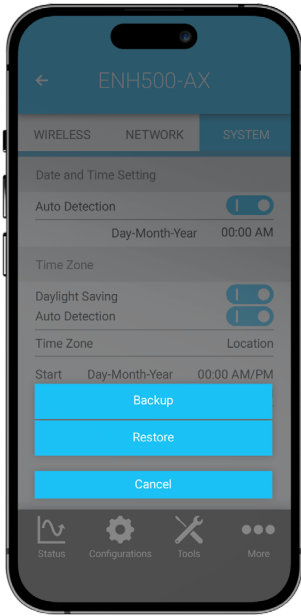 ENH500-AX
WIRELESS NETWORK SYSTEM
Date and Time Setting
Auto Detection
Day-Month-Year 00:00 AM
Time Zone
Daylight Saving
Auto Detection
Time Zone Location
Start Day-Month-Year 00:00 AM/PM
Backup
Restore
Cancel
Status Configurations Tools More